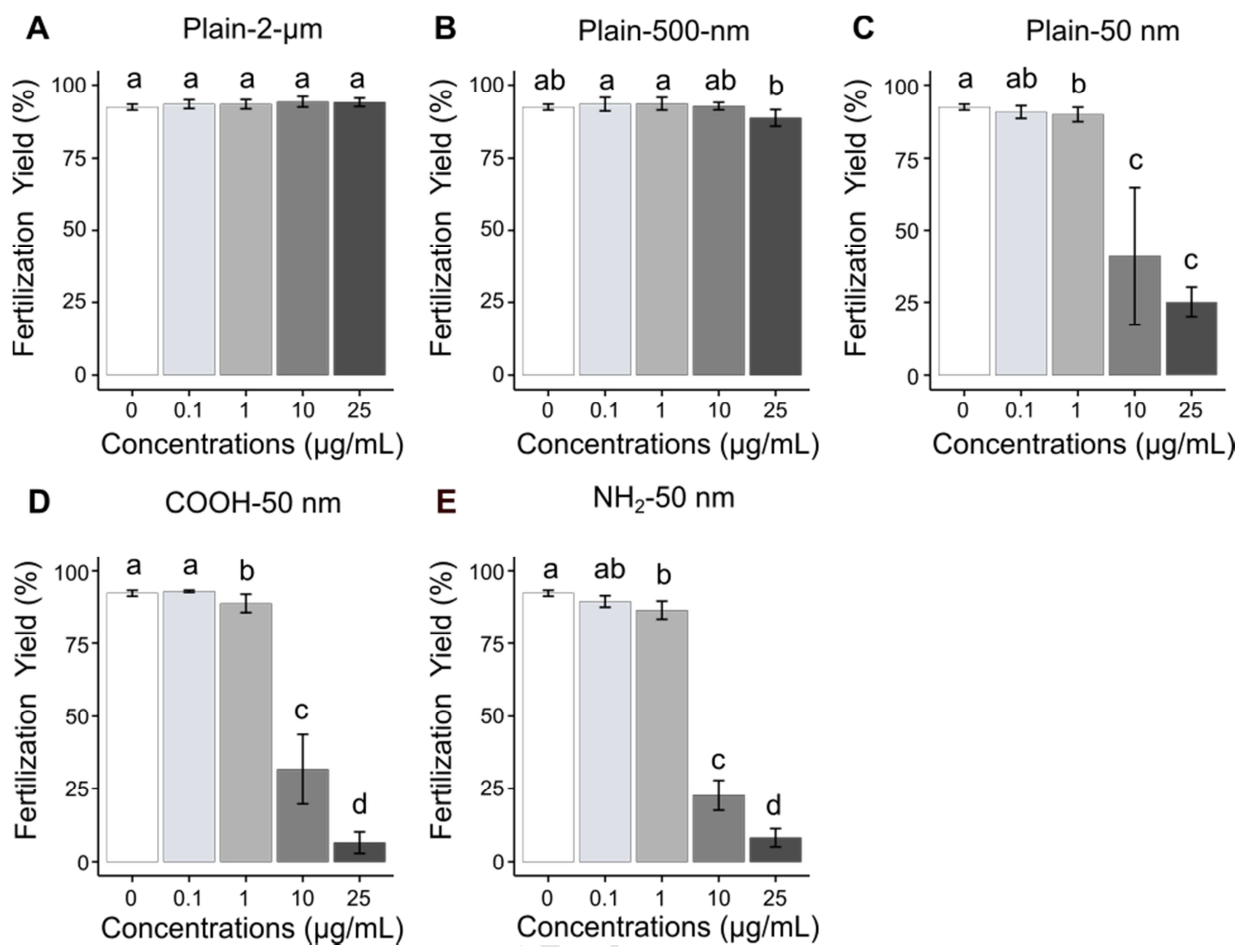 A Plain-2-µm
a a a a a
Fertilization Yield (%)
100
75
50
25
0
0 0.1 1 10 25
Concentrations (µg/mL)
B Plain-500-nm
ab a a ab b
Fertilization Yield (%)
100
75
50
25
0
0 0.1 1 10 25
Concentrations (µg/mL)
C Plain-50 nm
a ab b c c
Fertilization Yield (%)
100
75
50
25
0
0 0.1 1 10 25
Concentrations (µg/mL)
D COOH-50 nm
a a b c d
Fertilization Yield (%)
100
75
50
25
0
0 0.1 1 10 25
Concentrations (µg/mL)
E NH₂-50 nm
a ab b c d
Fertilization Yield (%)
100
75
50
25
0
0 0.1 1 10 25
Concentrations (µg/mL)